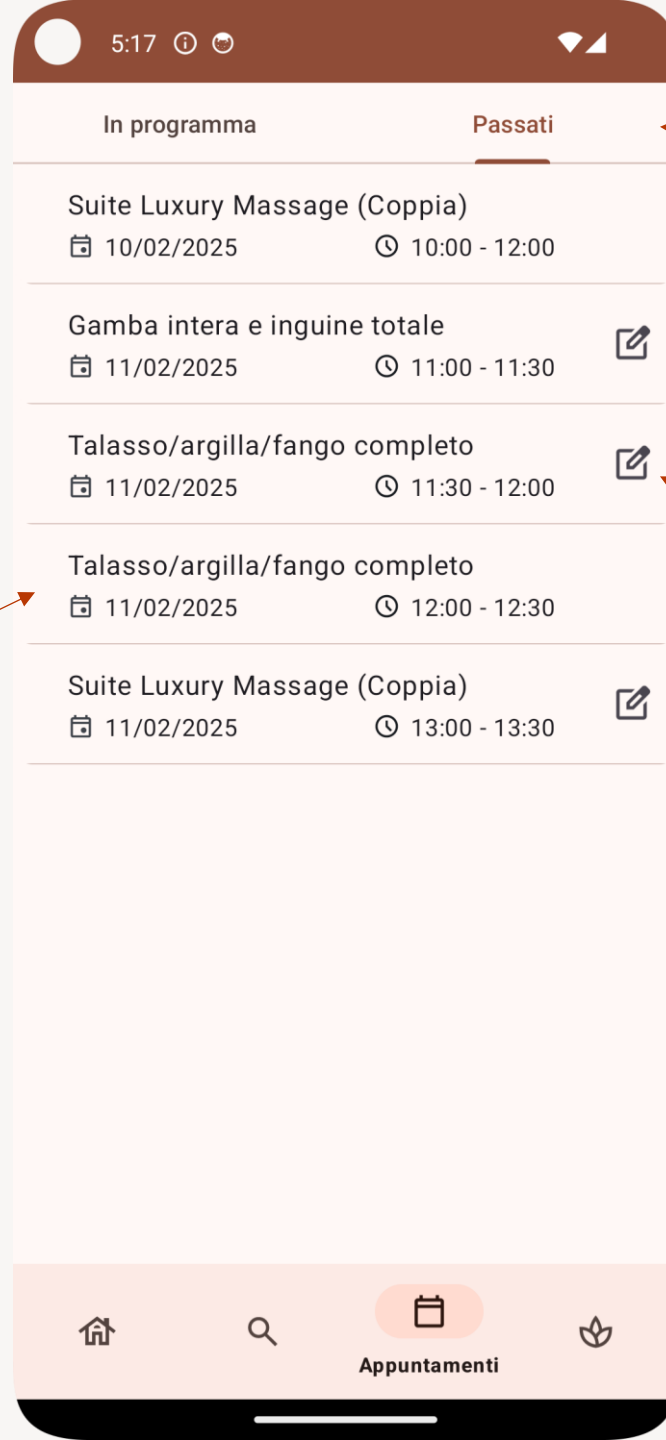 5:17
In programma Passati
Suite Luxury Massage (Coppia)
10/02/2025 10:00 - 12:00
Gamba intera e inguine totale
11/02/2025 11:00 - 11:30
Talasso/argilla/fango completo
11/02/2025 11:30 - 12:00
Talasso/argilla/fango completo
11/02/2025 12:00 - 12:30
Suite Luxury Massage (Coppia)
11/02/2025 13:00 - 13:30
Appuntamenti